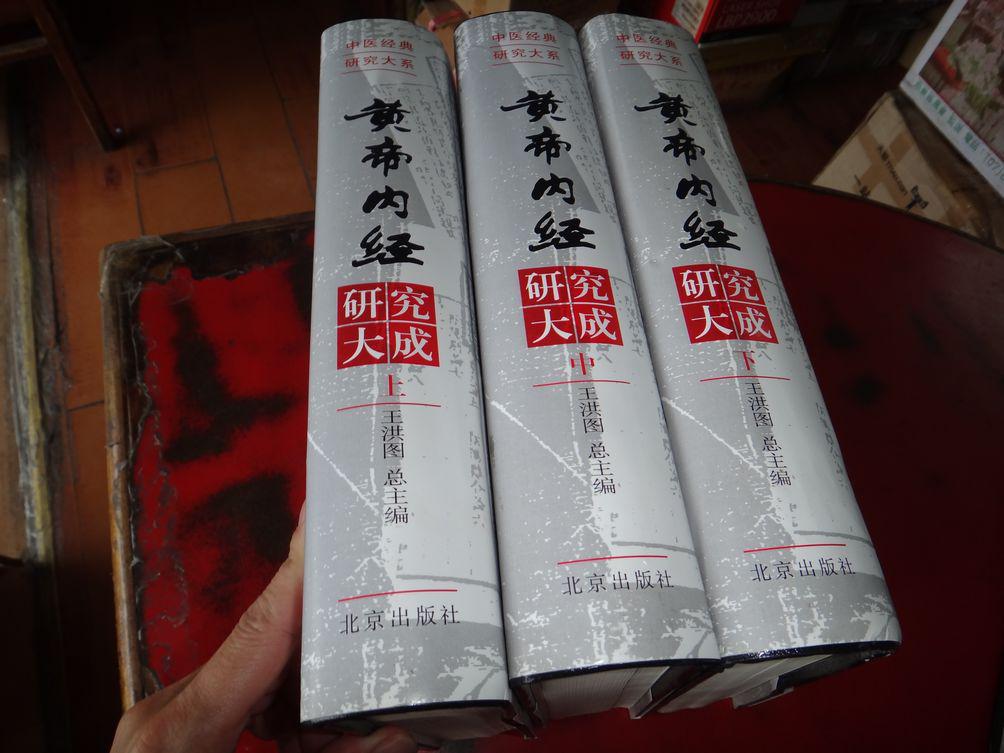 中医经典
研究大系
黄帝内经
研究
大成
上
王洪图 总主编
北京出版社
中医经典
研究大系
黄帝内经
研究
大成
中
王洪图 总主编
北京出版社
中医经典
研究大系
黄帝内经
研究
大成
下
王洪图 总主编
北京出版社